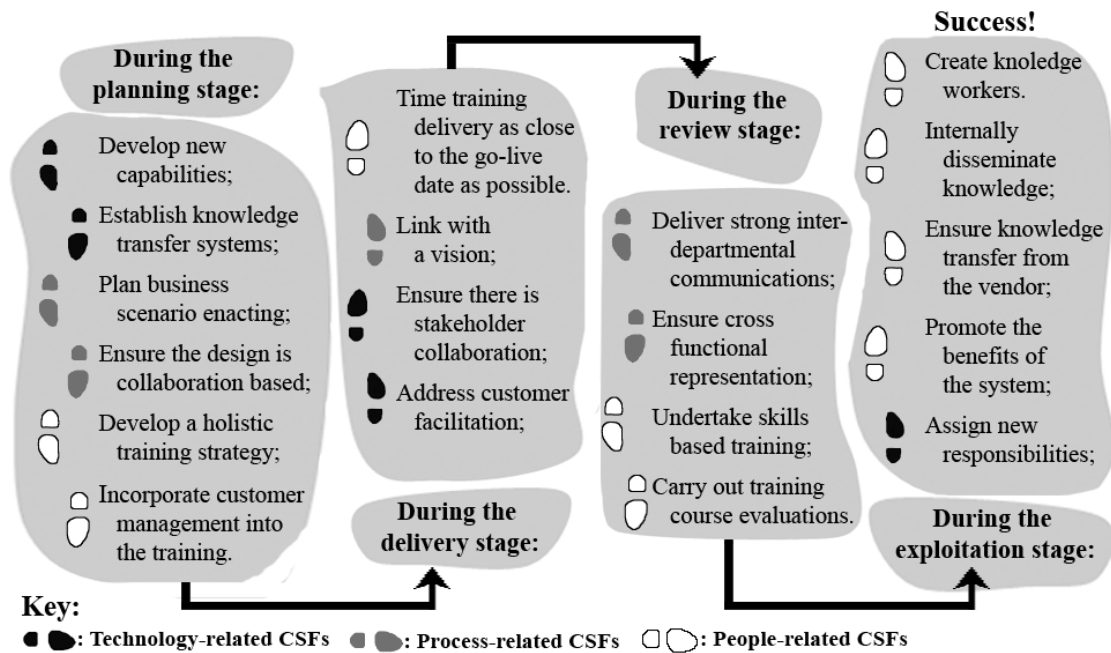 During the
planning stage:
Develop new
capabilities;
Establish knowledge
transfer systems;
Plan business
scenario enacting;
Ensure the design is
collaboration based;
Develop a holistic
training strategy;
Incorporate customer
management into
the training.
Time training
delivery as close
to the go-live
date as possible.
Link with
a vision;
Ensure there is
stakeholder
collaboration;
Address customer
facilitation;
During the
delivery stage:
During the
review stage:
Deliver strong inter-
departmental
communications;
Ensure cross
functional
representation;
Undertake skills
based training;
Carry out training
course evaluations.
Success!
Create knoledge
workers.
Internally
disseminate
knowledge;
Ensure knowledge
transfer from
the vendor;
Promote the
benefits of
the system;
Assign new
responsibilities;
During the
exploitation stage:
Key:
: Technology-related CSFs : Process-related CSFs : People-related CSFs